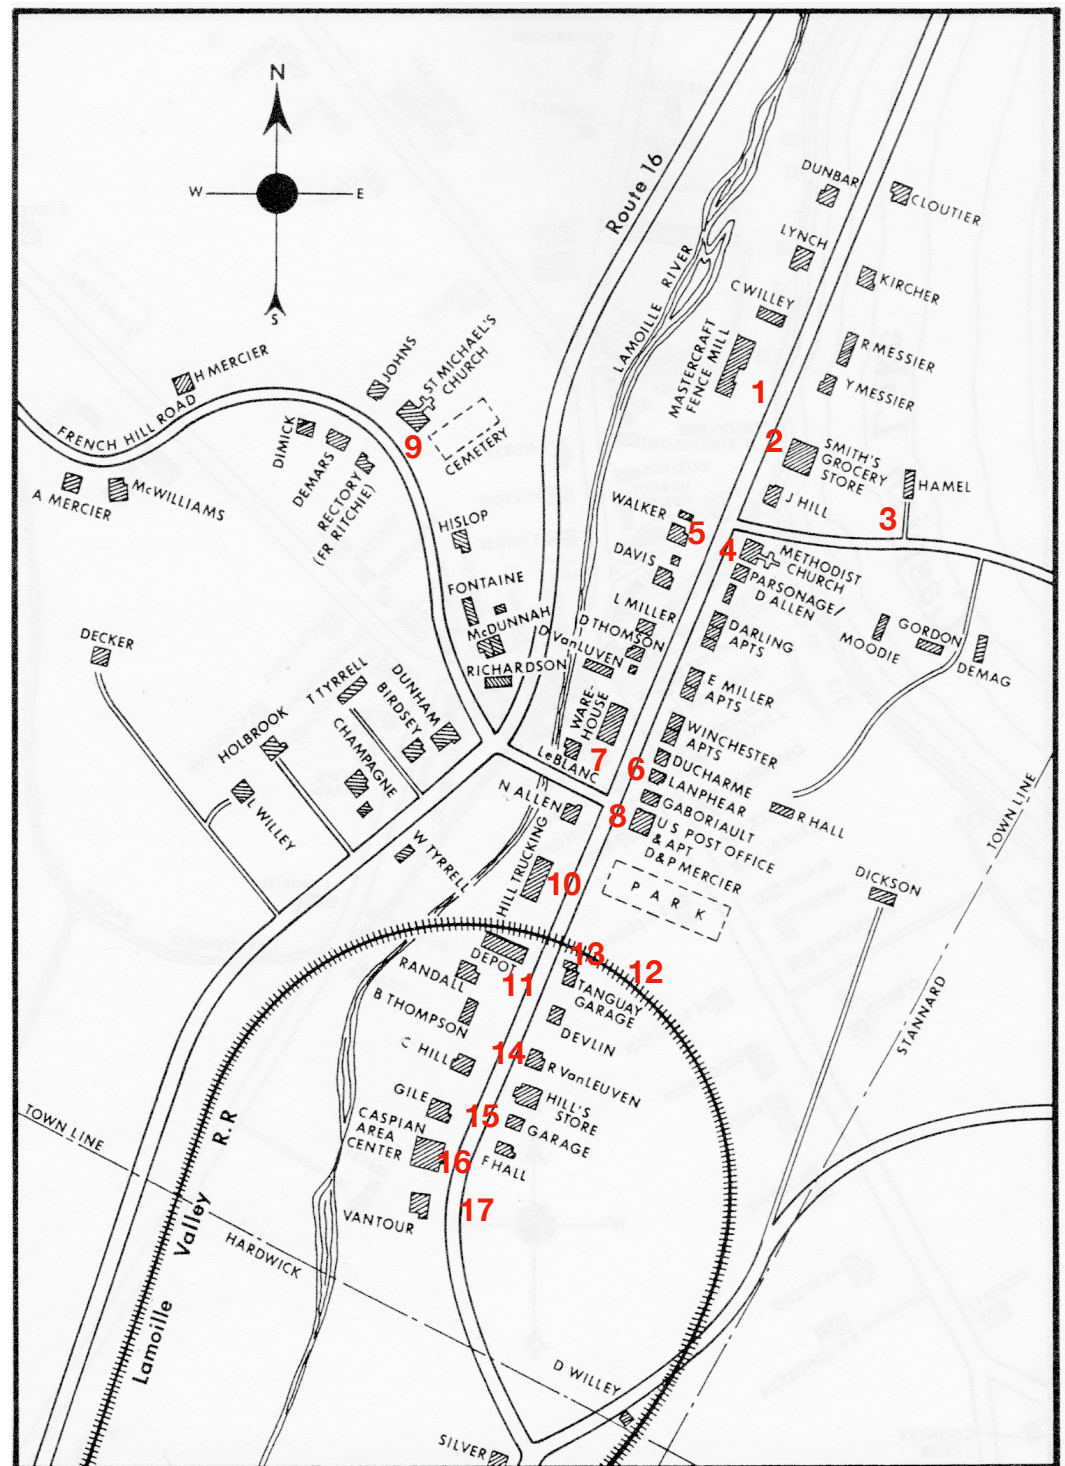 N
W
E
S
Route 16
LAMOILLE RIVER
DUNBAR
CLOUTIER
LYNCH
KIRCHER
C WILLEY
MASTERCRAFT
FENCE MILL
1
R MESSIER
Y MESSIER
2
SMITH'S
GROCERY
STORE
J HILL
HAMEL
3
H MERCIER
FRENCH HILL ROAD
JOHNS
ST MICHAEL'S
CHURCH
9
CEMETERY
DIMICK
DEMARS
RECTORY
(FR RITCHIE)
A MERCIER
McWILLIAMS
HISLOP
WALKER
5
4
METHODIST
CHURCH
DAVIS
PARSONAGE/
D ALLEN
FONTAINE
McDUNNAH
RICHARDSON
L MILLER
D THOMSON
D VanLUVEN
DARLING
APTS
MOODIE
GORDON
DEMAG
DECKER
T TYRRELL
DUNHAM
BIRDSEY
HOLBROOK
CHAMPAGNE
L WILLEY
WARE-
HOUSE
E MILLER
APTS
WINCHESTER
APTS
7
6
LeBLANC
DUCHARME
LANPHEAR
GABORIAULT
8
U S POST OFFICE
& APT
D&P MERCIER
R HALL
N ALLEN
W TYRRELL
HILL TRUCKING
10
PARK
DICKSON
TOWN LINE
STANNARD
DEPOT
13
12
RANDALL
11
TANGUAY
GARAGE
B THOMPSON
DEVLIN
C HILL
14
R VanLEUVEN
GILE
15
HILL'S
STORE
GARAGE
CASPIAN
AREA
CENTER
16
F HALL
VANTOUR
17
TOWN LINE
HARDWICK
Lamoille Valley R.R
D WILLEY
SILVER